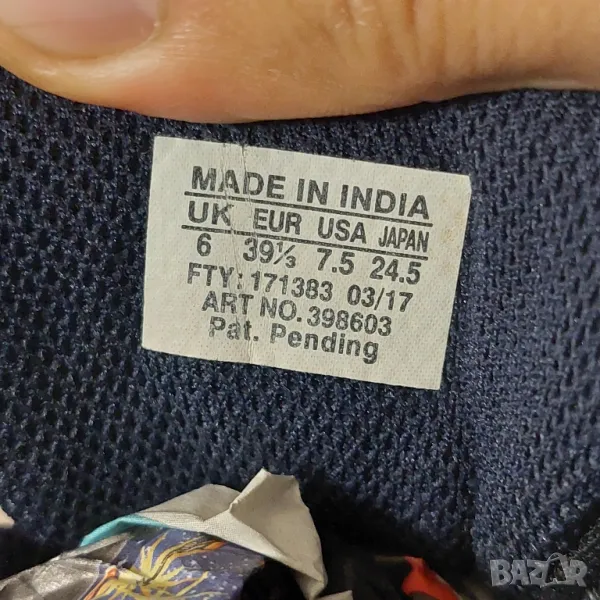 MADE IN INDIA
UK EUR USA JAPAN
6 39⅓ 7.5 24.5
FTY: 171383 03/17
ART NO. 398603
Pat. Pending
BAZAR